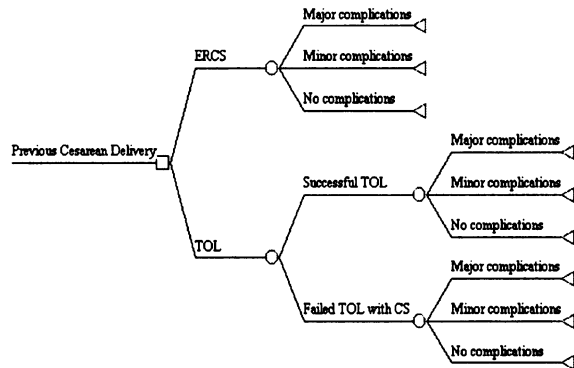 Major complications
ERCS
Minor complications
No complications
Previous Cesarean Delivery
Major complications
Successful TOL
Minor complications
No complications
TOL
Major complications
Failed TOL with CS
Minor complications
No complications